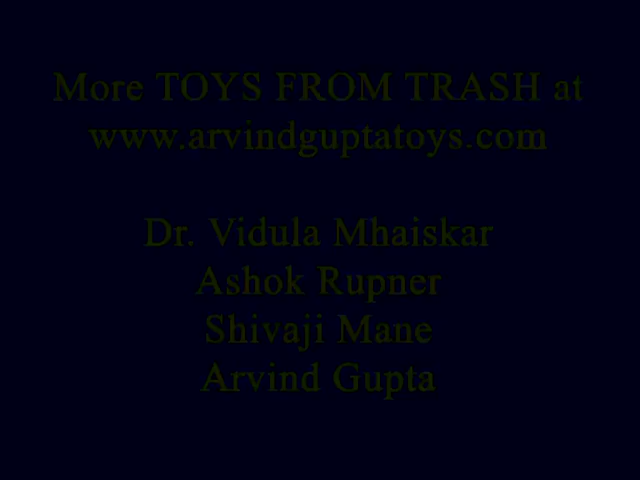 More TOYS FROM TRASH at
www.arvindguptatoys.com
Dr. Vidula Mhaiskar
Ashok Rupner
Shivaji Mane
Arvind Gupta